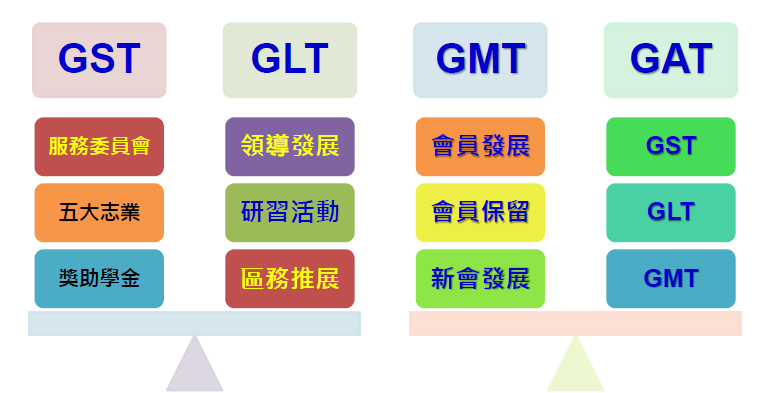 GST
GLT
GMT
GAT
服務委員會
領導發展
會員發展
GST
五大志業
研習活動
會員保留
GLT
獎助學金
區務推展
新會發展
GMT